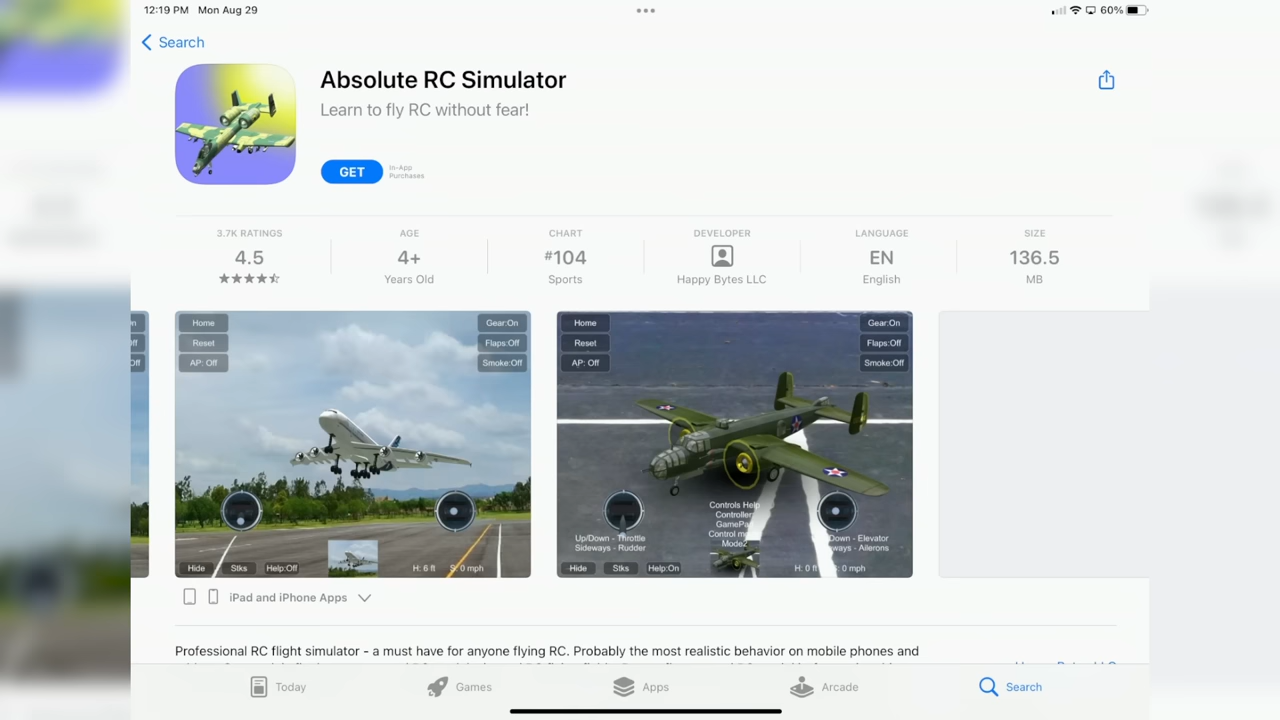 12:19 PM Mon Aug 29
60%
Search
Absolute RC Simulator
Learn to fly RC without fear!
GET
In-App
Purchases
3.7K RATINGS
4.5
AGE
4+
Years Old
CHART
#104
Sports
DEVELOPER
Happy Bytes LLC
LANGUAGE
EN
English
SIZE
136.5
MB
Home
Reset
AP: Off
Gear:On
Flaps:Off
Smoke:Off
Hide
Stks
Help:Off
H: 6 ft
S: 0 mph
Home
Reset
AP: Off
Gear:On
Flaps:Off
Smoke:Off
Controls Help
Controller:
Mode2
Up/Down - Throttle
Sideways - Rudder
Down - Elevator
- Ailerons
Hide
Stks
Help:On
H: 0 ft
S: 0 mph
iPad and iPhone Apps
Professional RC flight simulator - a must have for anyone flying RC. Probably the most realistic behavior on mobile phones and
Today
Games
Apps
Arcade
Search